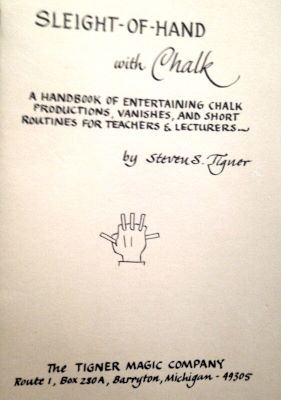 SLEIGHT-OF-HAND
with Chalk
A HANDBOOK OF ENTERTAINING CHALK
PRODUCTIONS, VANISHES, AND SHORT
ROUTINES FOR TEACHERS & LECTURERS~
by Steven S. Tigner
The TIGNER MAGIC COMPANY
Route 1, Box 280A, Barryton, Michigan - 49305